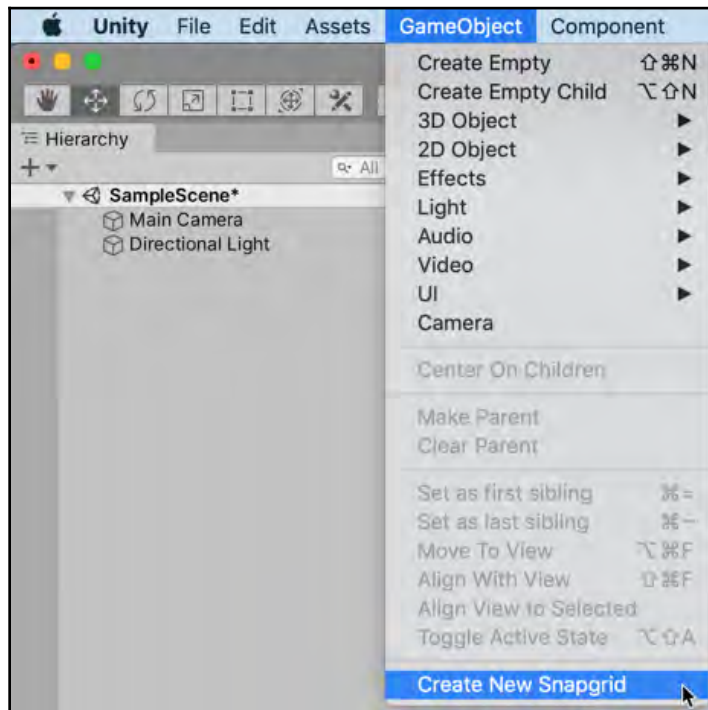 Unity File Edit Assets GameObject Component
Hierarchy
All
SampleScene*
Main Camera
Directional Light
Create Empty ⇧⌘N
Create Empty Child ⌥⇧N
3D Object ▶
2D Object ▶
Effects ▶
Light ▶
Audio ▶
Video ▶
UI ▶
Camera
Center On Children
Make Parent
Clear Parent
Set as first sibling ⌘=
Set as last sibling ⌘−
Move To View ⌥⌘F
Align With View ⇧⌘F
Align View to Selected
Toggle Active State ⌥⇧A
Create New Snapgrid